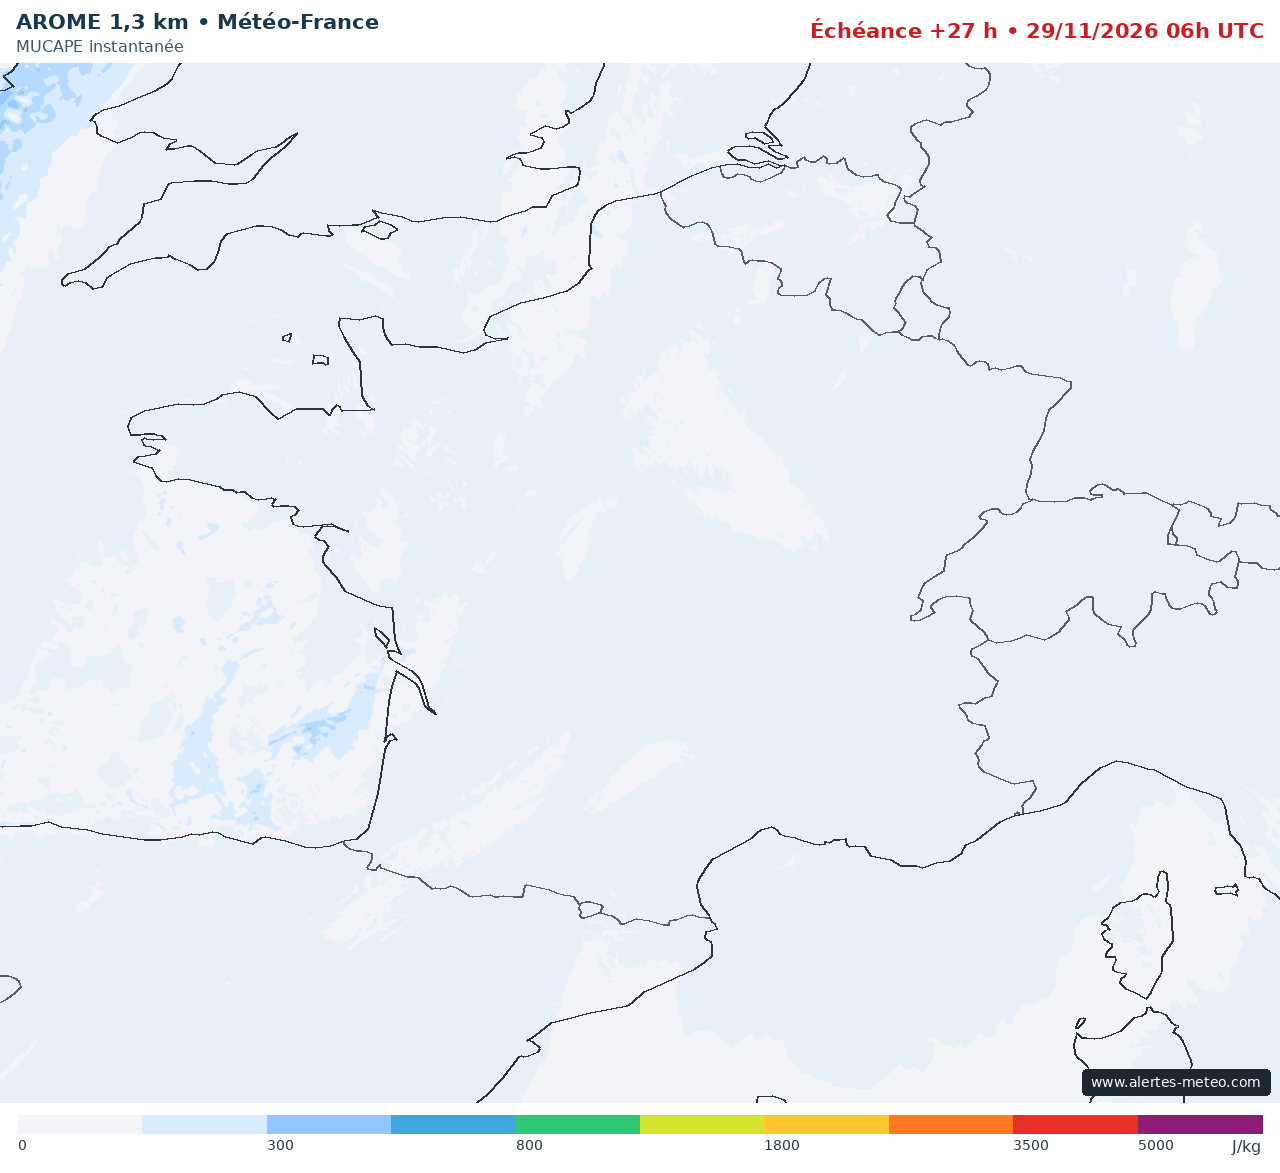 AROME 1,3 km • Météo-France
MUCAPE instantanée
Échéance +27 h • 29/11/2026 06h UTC
www.alertes-meteo.com
0 300 800 1800 3500 5000 J/kg